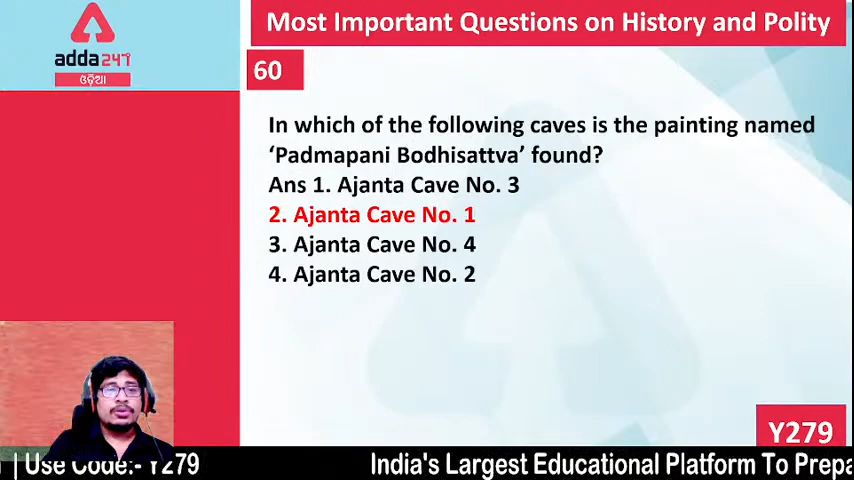 Most Important Questions on History and Polity
adda247
ଓଡ଼ିଆ
60
In which of the following caves is the painting named
‘Padmapani Bodhisattva’ found?
Ans 1. Ajanta Cave No. 3
2. Ajanta Cave No. 1
3. Ajanta Cave No. 4
4. Ajanta Cave No. 2
Y279
| Use Code:- Y279
India's Largest Educational Platform To